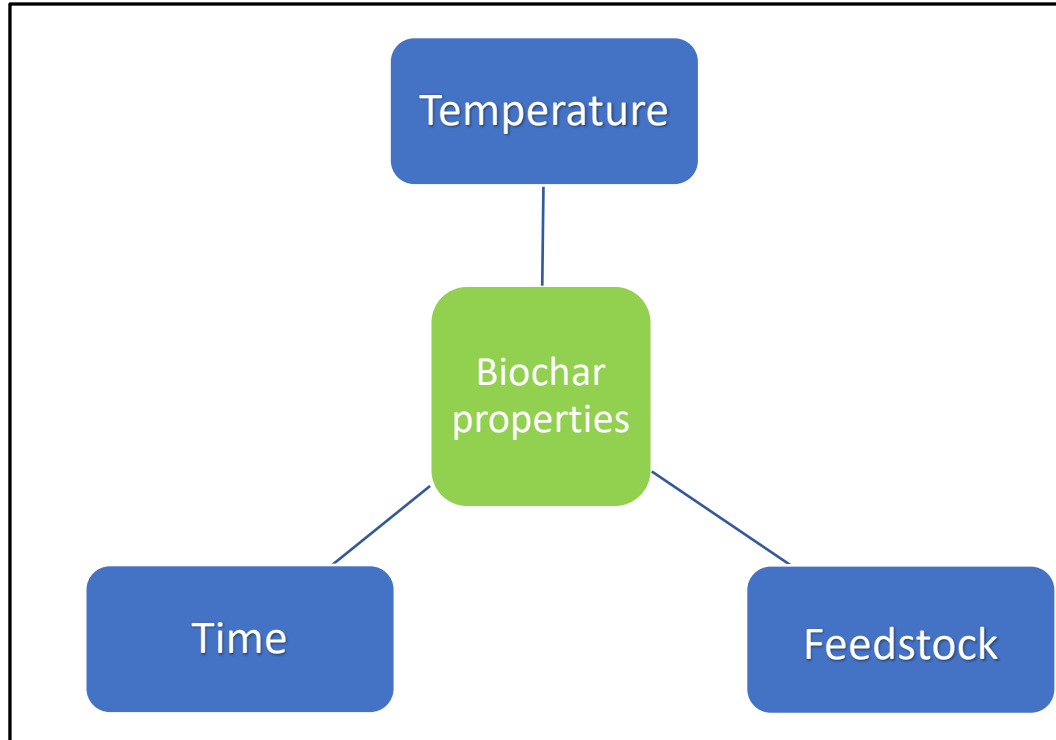 Temperature
Biochar
properties
Time
Feedstock